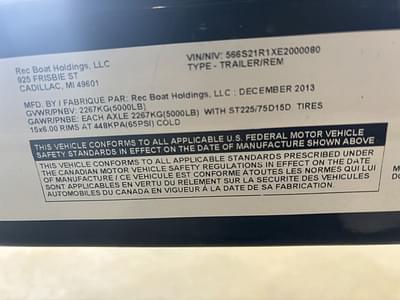 Rec Boat Holdings, LLC
925 FRISBIE ST
CADILLAC, MI 49601
VIN/NIV: 566S21R1XE2000080
TYPE - TRAILER/REM
MFG BY I FABRIQUE PAR: Rec Boat Holdings, LLC : DECEMBER 2013
GVWR/PNBV: 2267KG(5000LB)
GAWR/PNBE: EACH AXLE 2267KG(5000LB) WITH ST225/75D15D TIRES
15x6.00 RIMS AT 448KPA(65PSI) COLD
THIS VEHICLE CONFORMS TO ALL APPLICABLE U.S. FEDERAL MOTOR VEHICLE
SAFETY STANDARDS IN EFFECT ON THE DATE OF MANUFACTURE SHOWN ABOVE
THIS VEHICLE CONFORMS TO ALL APPLICABLE STANDARDS PRESCRIBED UNDER
THE CANADIAN MOTOR VEHICLE SAFETY REGULATIONS IN EFFECT ON THE DATE
OF MANUFACTURE / CE VEHICULE EST CONFORME ATOUTES LES NORMES QUI LUI
SONT APPLICABLES EN VERTU DU REGLEMENT SUR LA SECURITE DES VEHICULES
AUTOMOBILES DU CANADA EN VIGUEUR À LA DATE DE SA FABRICATION.